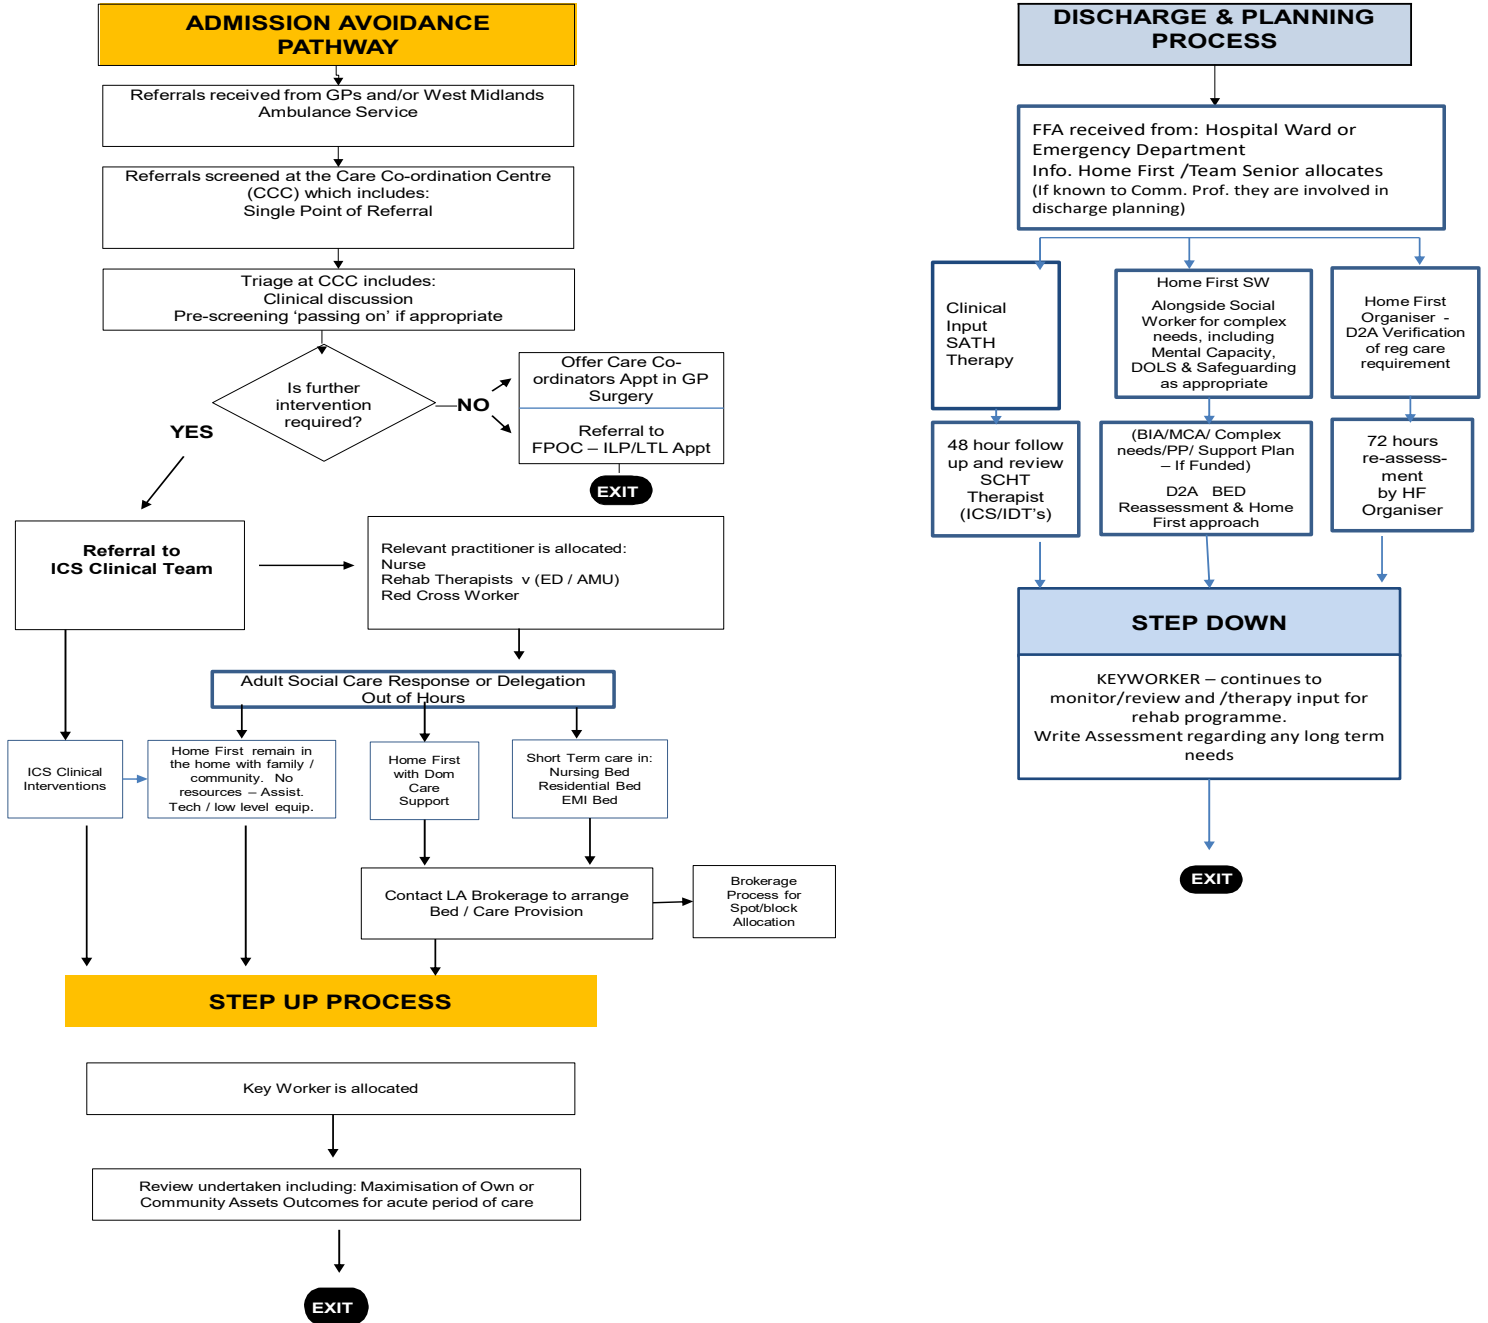 ADMISSION AVOIDANCE
PATHWAY
Referrals received from GPs and/or West Midlands
Ambulance Service
Referrals screened at the Care Co-ordination Centre
(CCC) which includes:
Single Point of Referral
Triage at CCC includes:
Clinical discussion
Pre-screening ‘passing on’ if appropriate
Is further
intervention
required?
NO
YES
Offer Care Co-
ordinators Appt in GP
Surgery
Referral to
FPOC – ILP/LTL Appt
EXIT
Referral to
ICS Clinical Team
Relevant practitioner is allocated:
Nurse
Rehab Therapists v (ED / AMU)
Red Cross Worker
Adult Social Care Response or Delegation
Out of Hours
ICS Clinical
Interventions
Home First remain in
the home with family /
community. No
resources – Assist.
Tech / low level equip.
Home First
with Dom
Care
Support
Short Term care in:
Nursing Bed
Residential Bed
EMI Bed
Contact LA Brokerage to arrange
Bed / Care Provision
Brokerage
Process for
Spot/block
Allocation
STEP UP PROCESS
Key Worker is allocated
Review undertaken including: Maximisation of Own or
Community Assets Outcomes for acute period of care
EXIT
DISCHARGE & PLANNING
PROCESS
FFA received from: Hospital Ward or
Emergency Department
Info. Home First /Team Senior allocates
(If known to Comm. Prof. they are involved in
discharge planning)
Clinical
Input
SATH
Therapy
Home First SW
Alongside Social
Worker for complex
needs, including
Mental Capacity,
DOLS & Safeguarding
as appropriate
Home First
Organiser -
D2A Verification
of reg care
requirement
48 hour follow
up and review
SCHT
Therapist
(ICS/IDT’s)
(BIA/MCA/ Complex
needs/PP/ Support Plan
– If Funded)
D2A BED
Reassessment & Home
First approach
72 hours
re-assess-
ment
by HF
Organiser
STEP DOWN
KEYWORKER – continues to
monitor/review and /therapy input for
rehab programme.
Write Assessment regarding any long term
needs
EXIT